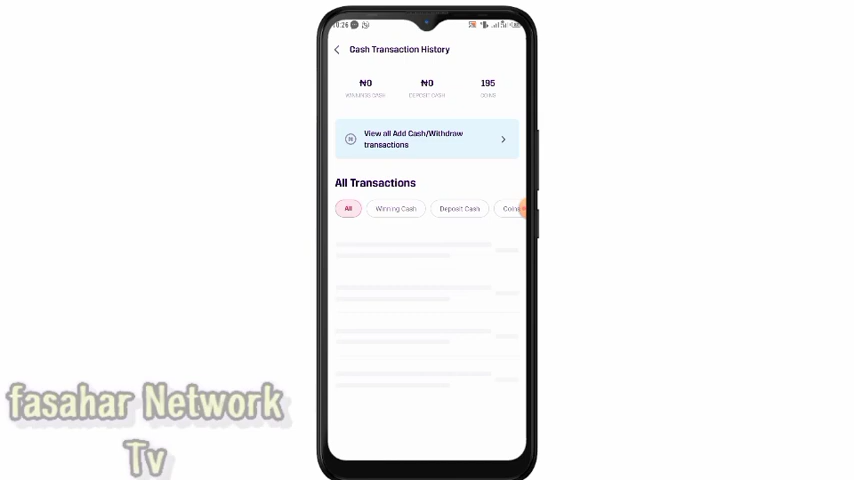 10:26
Cash Transaction History
₦0
₦0
195
WINNING CASH
DEPOSIT CASH
COINS
View all Add Cash/Withdraw
transactions
All Transactions
All
Winning Cash
Deposit Cash
Coins
fasahar Network
Tv